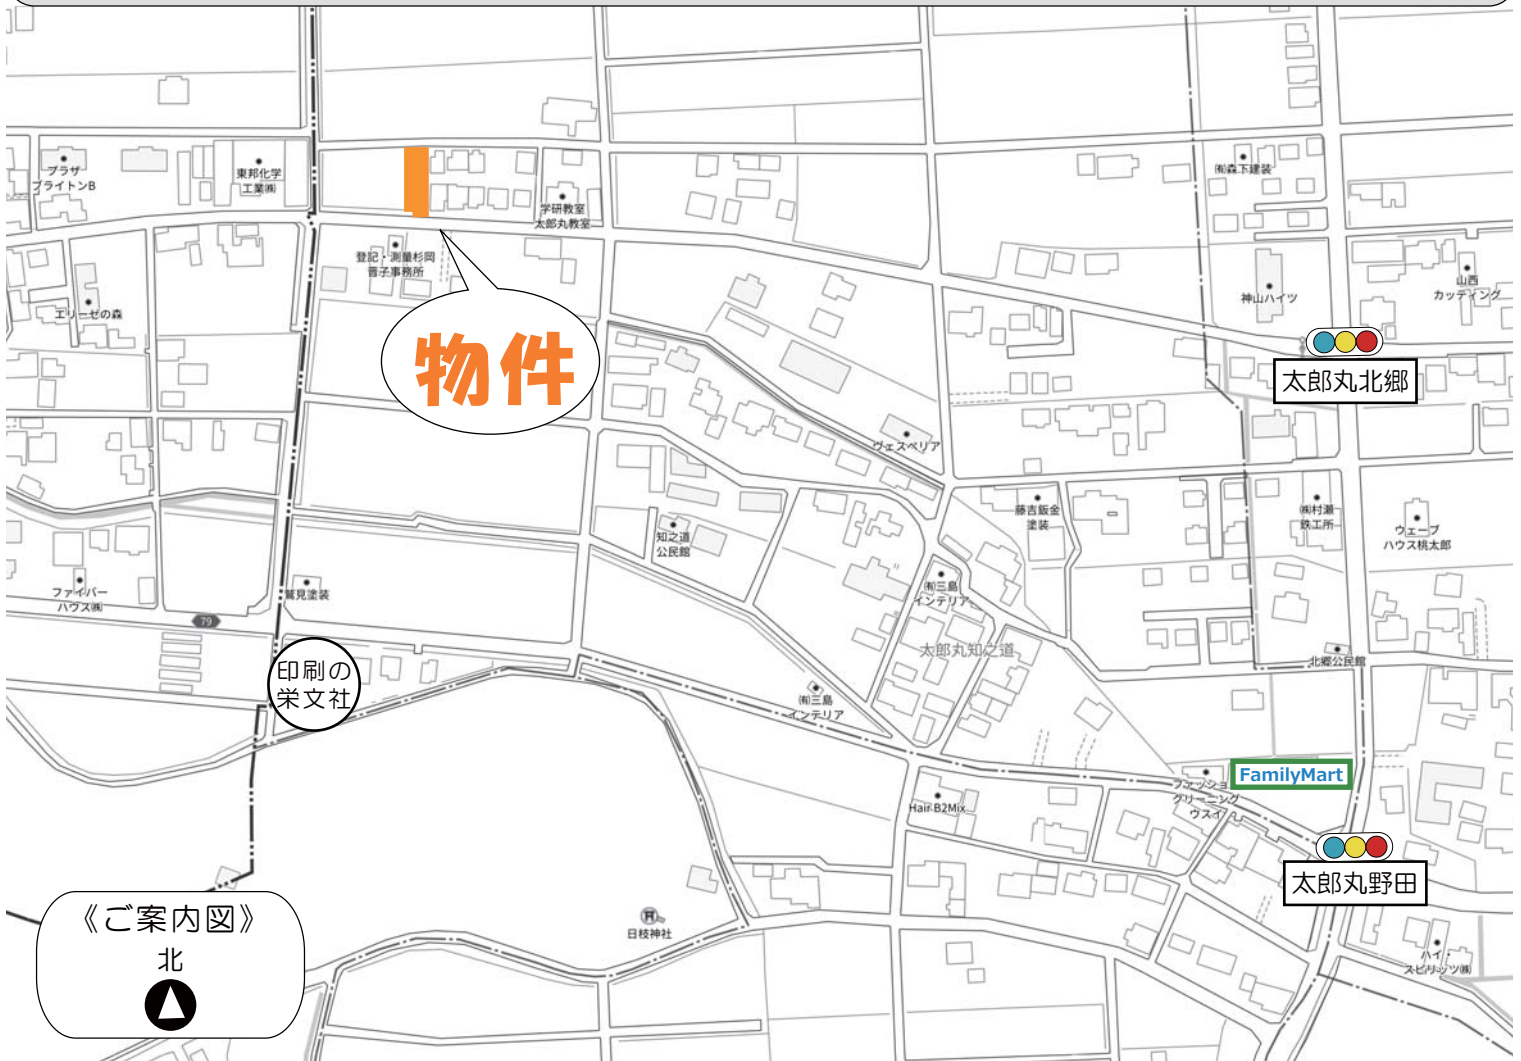 プラザ
ブライトンB
東邦化学
工業㈱
学研教室
太郎丸教室
㈲森下建装
登記・測量杉岡
晋子事務所
エリーゼの森
神山ハイツ
山西
カッティング
物件
太郎丸北郷
ヴェスペリア
藤吉鈑金
塗装
㈱村瀬
鉄工所
ウェーブ
ハウス桃太郎
知之道
公民館
ファイバー
ハウス㈱
鷲見塗装
79
㈲三島
インテリア
太郎丸知之道
北郷公民館
印刷の
栄文社
㈲三島
インテリア
FamilyMart
ファッショ
クリーニング
ウスイ
Hair B2Mix
太郎丸野田
日枝神社
ハイ・
スピリッツ㈱
《ご案内図》
北